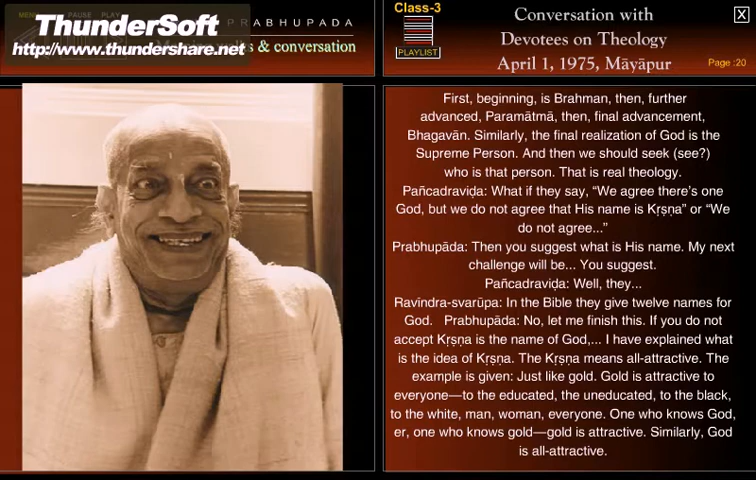 MENU PAUSE PLAY
ThunderSoft
PRABHUPADA
http://www.thundershare.net
& conversation
Class-3
PLAYLIST
Conversation with
Devotees on Theology
April 1, 1975, Māyāpur
X
Page :20
First, beginning, is Brahman, then, further
advanced, Paramātmā, then, final advancement,
Bhagavān. Similarly, the final realization of God is the
Supreme Person. And then we should seek (see?)
who is that person. That is real theology.
Pañcadraviḍa: What if they say, “We agree there's one
God, but we do not agree that His name is Kṛṣṇa” or “We
do not agree...”
Prabhupāda: Then you suggest what is His name. My next
challenge will be... You suggest.
Pañcadraviḍa: Well, they...
Ravindra-svarūpa: In the Bible they give twelve names for
God. Prabhupāda: No, let me finish this. If you do not
accept Kṛṣṇa is the name of God,... I have explained what
is the idea of Kṛṣṇa. The Kṛṣṇa means all-attractive. The
example is given: Just like gold. Gold is attractive to
everyone—to the educated, the uneducated, to the black,
to the white, man, woman, everyone. One who knows God,
er, one who knows gold—gold is attractive. Similarly, God
is all-attractive.